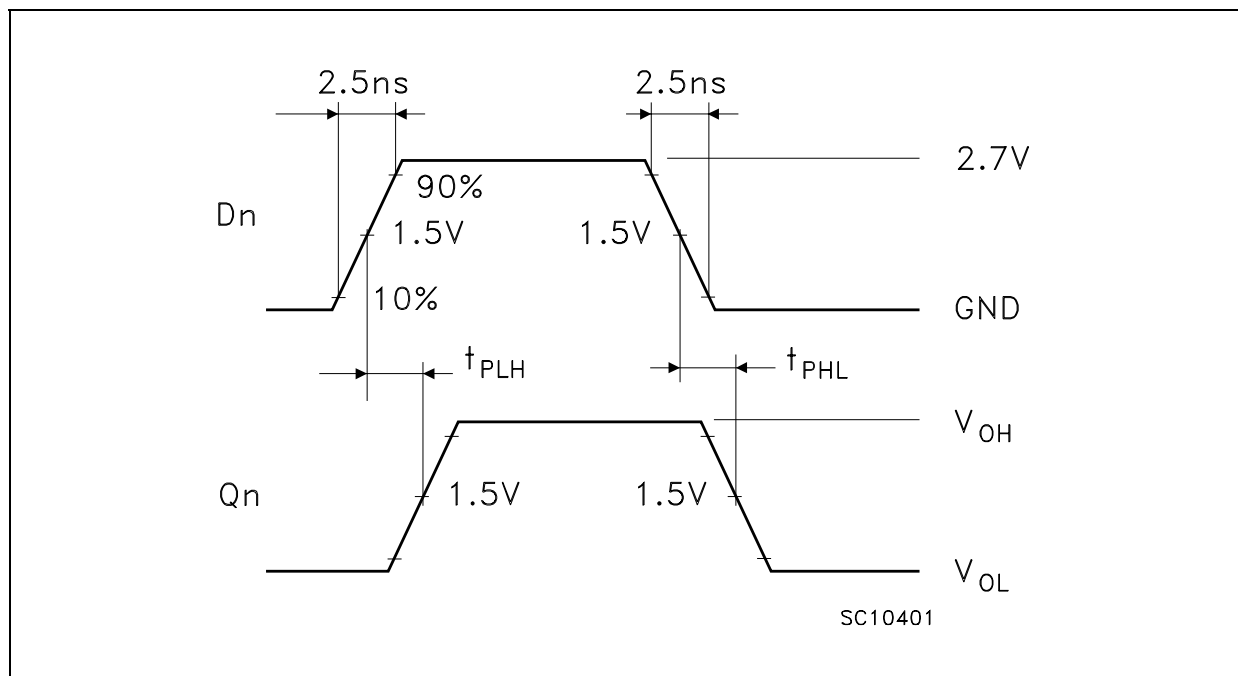 2.5ns 2.5ns
2.7V
90%
Dn 1.5V 1.5V
10% GND
tPLH tPHL
VOH
Qn 1.5V 1.5V
VOL
SC10401